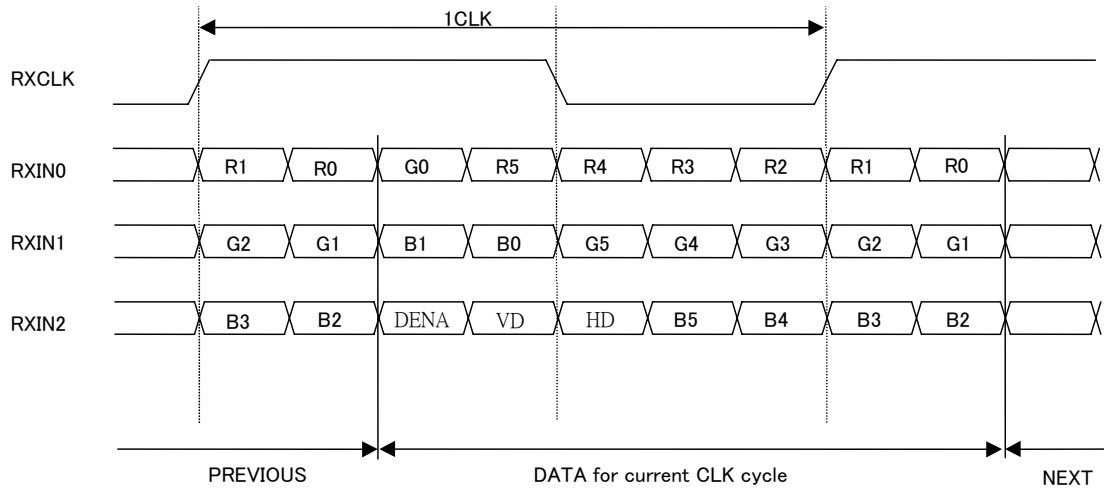 1CLK
RXCLK
RXIN0 R1 R0 G0 R5 R4 R3 R2 R1 R0
RXIN1 G2 G1 B1 B0 G5 G4 G3 G2 G1
RXIN2 B3 B2 DENA VD HD B5 B4 B3 B2
PREVIOUS DATA for current CLK cycle NEXT